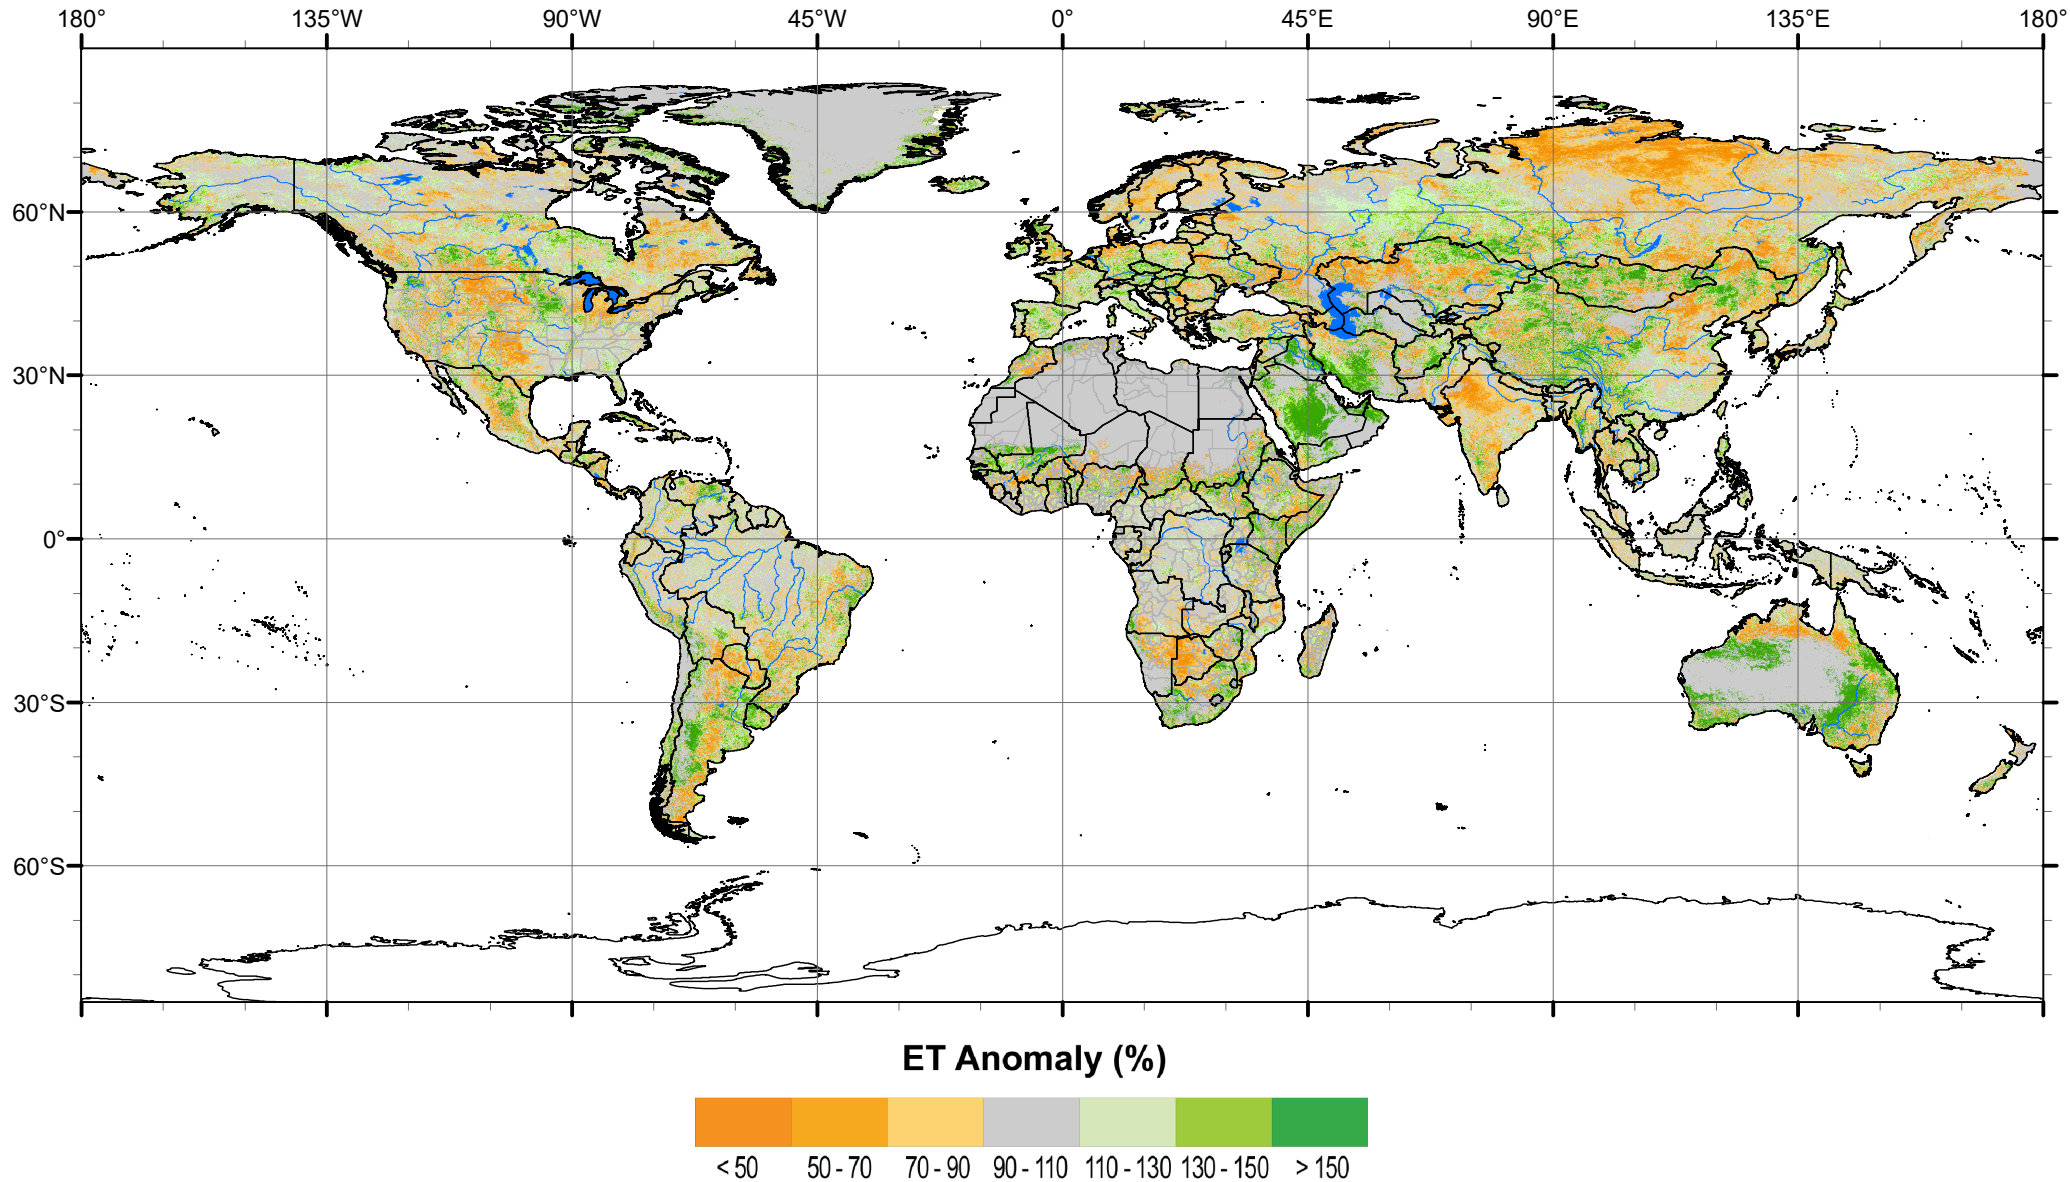 180° 135°W 90°W 45°W 0° 45°E 90°E 135°E 180°
60°N
30°N
0°
30°S
60°S
ET Anomaly (%)
< 50 50 - 70 70 - 90 90 - 110 110 - 130 130 - 150 > 150